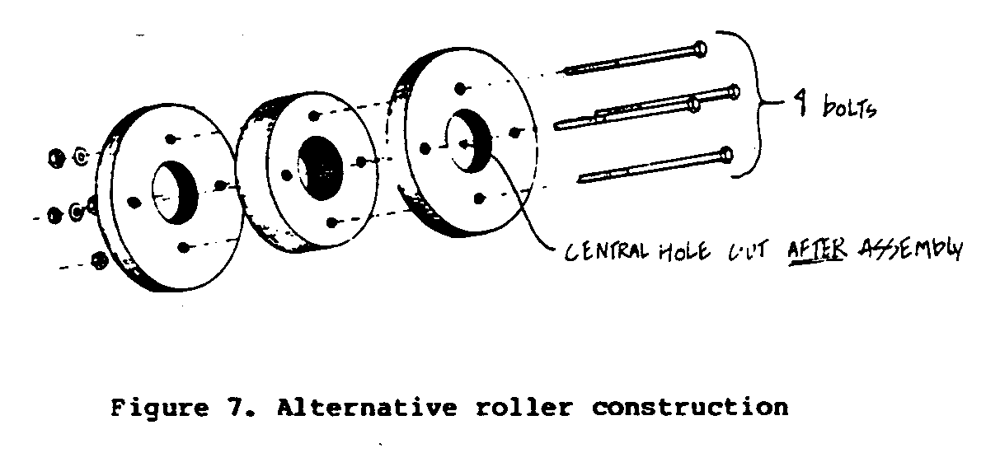 4 bolts
CENTRAL HOLE CUT AFTER ASSEMbly
Figure 7. Alternative roller construction